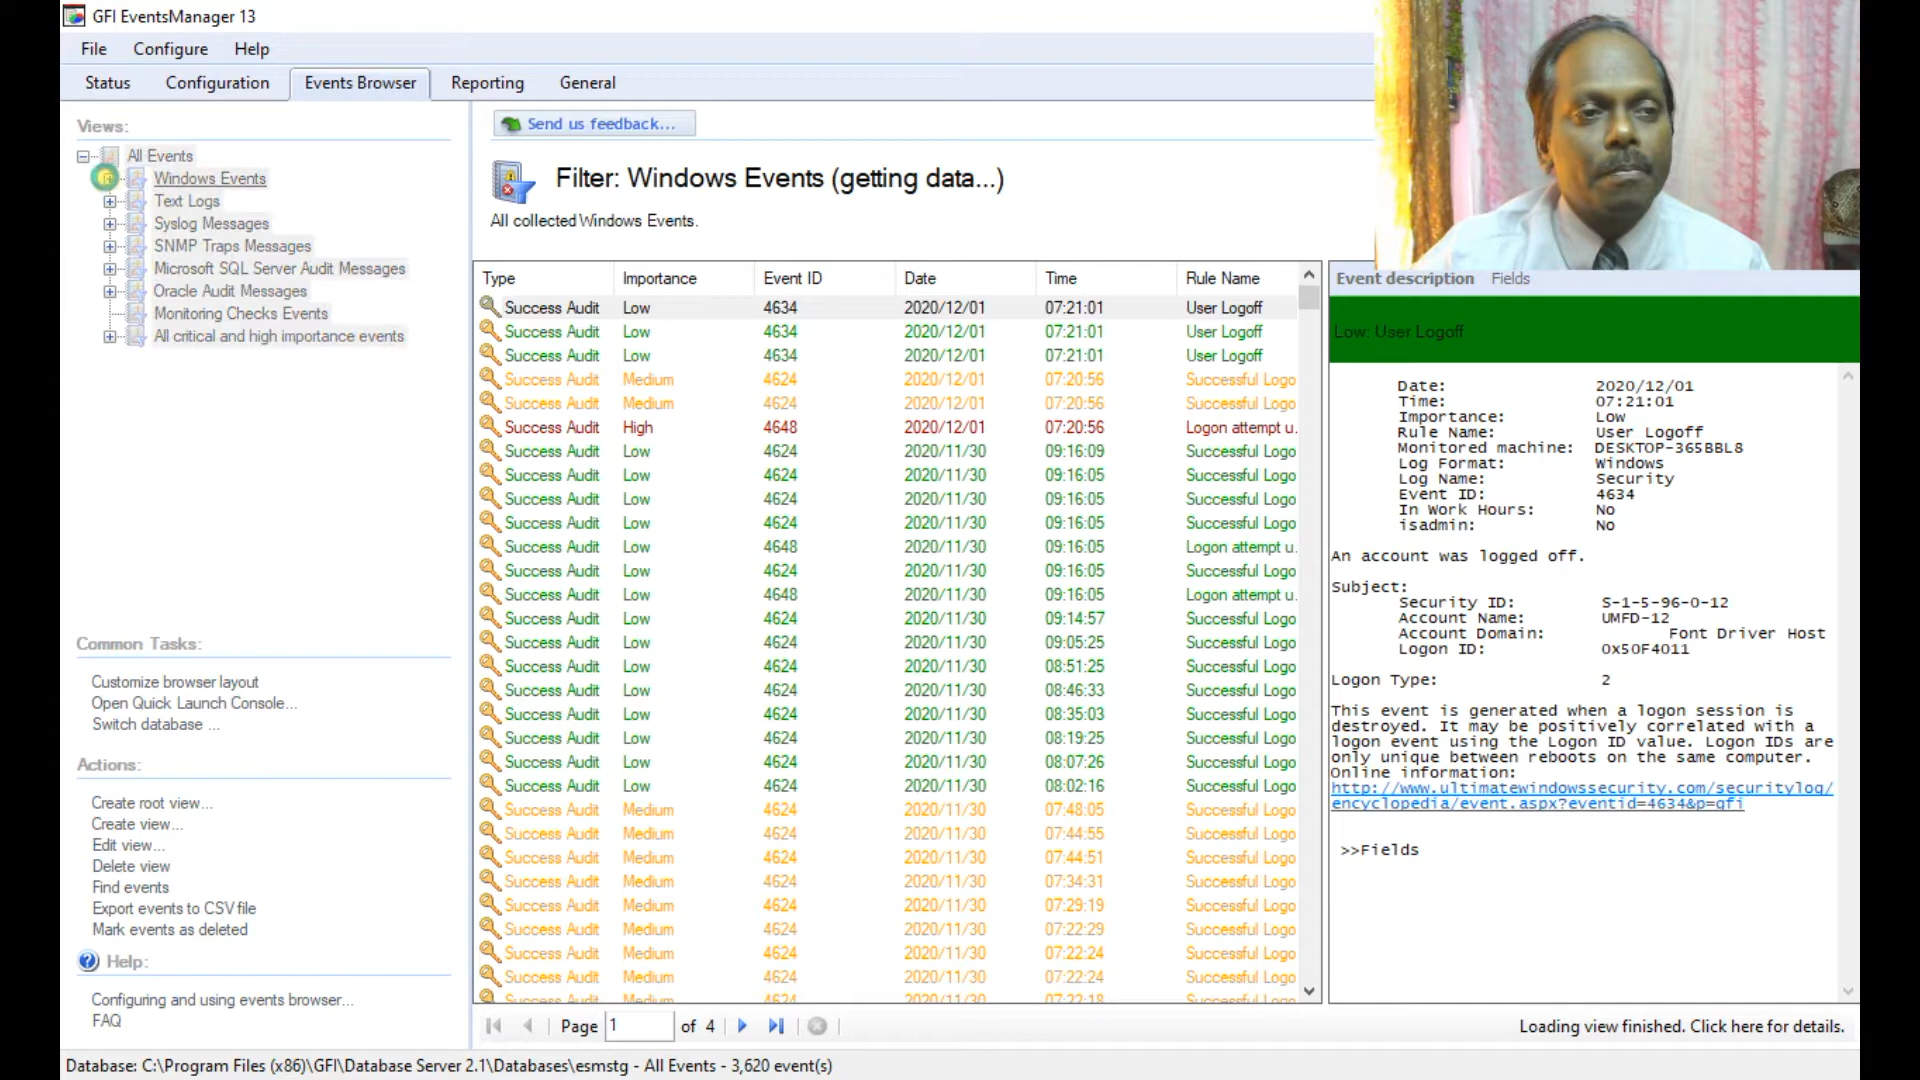 GFI EventsManager 13
File Configure Help
Status Configuration Events Browser Reporting General
Views:
All Events
Windows Events
Text Logs
Syslog Messages
SNMP Traps Messages
Microsoft SQL Server Audit Messages
Oracle Audit Messages
Monitoring Checks Events
All critical and high importance events
Common Tasks:
Customize browser layout
Open Quick Launch Console...
Switch database ...
Actions:
Create root view...
Create view...
Edit view...
Delete view
Find events
Export events to CSV file
Mark events as deleted
Help:
Configuring and using events browser...
FAQ
Send us feedback...
Filter: Windows Events (getting data...)
All collected Windows Events.
Type Importance Event ID Date Time Rule Name
Success Audit Low 4634 2020/12/01 07:21:01 User Logoff
Success Audit Low 4634 2020/12/01 07:21:01 User Logoff
Success Audit Low 4634 2020/12/01 07:21:01 User Logoff
Success Audit Medium 4624 2020/12/01 07:20:56 Successful Logo
Success Audit Medium 4624 2020/12/01 07:20:56 Successful Logo
Success Audit High 4648 2020/12/01 07:20:56 Logon attempt u.
Success Audit Low 4624 2020/11/30 09:16:09 Successful Logo
Success Audit Low 4624 2020/11/30 09:16:05 Successful Logo
Success Audit Low 4624 2020/11/30 09:16:05 Successful Logo
Success Audit Low 4624 2020/11/30 09:16:05 Successful Logo
Success Audit Low 4648 2020/11/30 09:16:05 Logon attempt u.
Success Audit Low 4624 2020/11/30 09:16:05 Successful Logo
Success Audit Low 4648 2020/11/30 09:16:05 Logon attempt u.
Success Audit Low 4624 2020/11/30 09:14:57 Successful Logo
Success Audit Low 4624 2020/11/30 09:05:25 Successful Logo
Success Audit Low 4624 2020/11/30 08:51:25 Successful Logo
Success Audit Low 4624 2020/11/30 08:46:33 Successful Logo
Success Audit Low 4624 2020/11/30 08:35:03 Successful Logo
Success Audit Low 4624 2020/11/30 08:19:25 Successful Logo
Success Audit Low 4624 2020/11/30 08:07:26 Successful Logo
Success Audit Low 4624 2020/11/30 08:02:16 Successful Logo
Success Audit Medium 4624 2020/11/30 07:48:05 Successful Logo
Success Audit Medium 4624 2020/11/30 07:44:55 Successful Logo
Success Audit Medium 4624 2020/11/30 07:44:51 Successful Logo
Success Audit Medium 4624 2020/11/30 07:34:31 Successful Logo
Success Audit Medium 4624 2020/11/30 07:29:19 Successful Logo
Success Audit Medium 4624 2020/11/30 07:22:29 Successful Logo
Success Audit Medium 4624 2020/11/30 07:22:24 Successful Logo
Success Audit Medium 4624 2020/11/30 07:22:24 Successful Logo
Success Audit Medium 4624 2020/11/30 07:22:18 Successful Logo
Page 1 of 4
Event description Fields
Low: User Logoff
Date: 2020/12/01
Time: 07:21:01
Importance: Low
Rule Name: User Logoff
Monitored machine: DESKTOP-365BBL8
Log Format: Windows
Log Name: Security
Event ID: 4634
In Work Hours: No
isadmin: No
An account was logged off.
Subject:
Security ID: S-1-5-96-0-12
Account Name: UMFD-12
Account Domain: Font Driver Host
Logon ID: 0x50F4011
Logon Type: 2
This event is generated when a logon session is
destroyed. It may be positively correlated with a
logon event using the Logon ID value. Logon IDs are
only unique between reboots on the same computer.
Online information:
http://www.ultimatewindowssecurity.com/securitylog/
encyclopedia/event.aspx?eventid=4634&p=gfi
>>Fields
Loading view finished. Click here for details.
Database: C:\Program Files (x86)\GFI\Database Server 2.1\Databases\esmstg - All Events - 3,620 event(s)